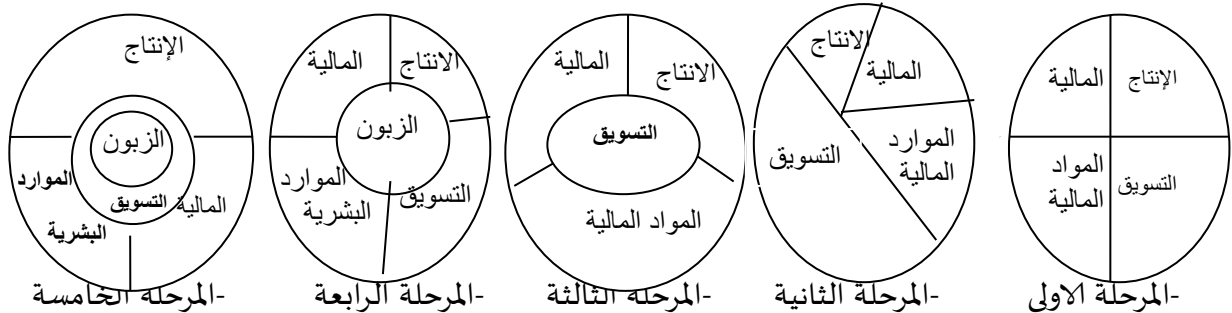 الإنتاج
المالية
المواد
المالية
التسويق
-المرحلة الاولى
الانتاج
المالية
الموارد
المالية
التسويق
-المرحلة الثانية
المالية
الانتاج
التسويق
المواد المالية
-المرحلة الثالثة
الانتاج
المالية
الزبون
الموارد
البشرية
التسويق
-المرحلة الرابعة
الإنتاج
الزبون
التسويق
الموارد
البشرية
المالية
-المرحلة الخامسة